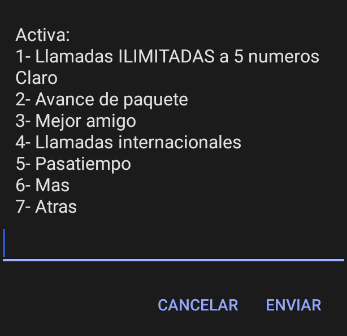 Activa:
1- Llamadas ILIMITADAS a 5 numeros
Claro
2- Avance de paquete
3- Mejor amigo
4- Llamadas internacionales
5- Pasatiempo
6- Mas
7- Atras
CANCELAR ENVIAR